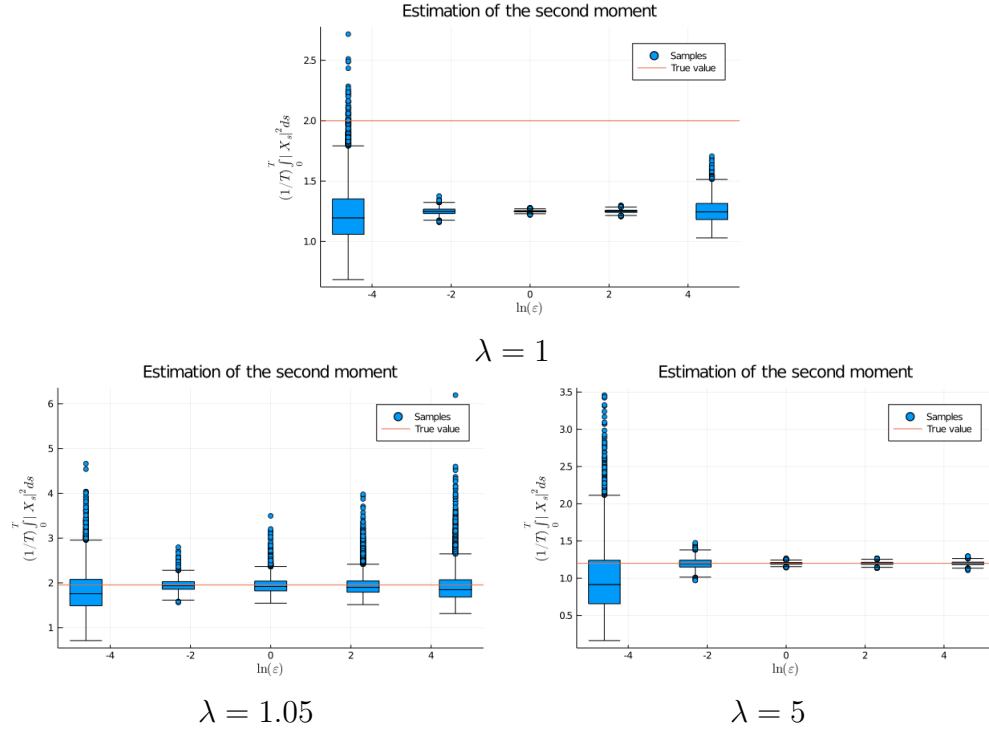 Estimation of the second moment
2.5
2.0
1.5
1.0
(1/T) ∫₀ᵀ |X_s|² ds
Samples
True value
-4 -2 0 2 4
ln(ε)
λ = 1
Estimation of the second moment
6
5
4
3
2
1
(1/T) ∫₀ᵀ |X_s|² ds
Samples
True value
-4 -2 0 2 4
ln(ε)
λ = 1.05
Estimation of the second moment
3.5
3.0
2.5
2.0
1.5
1.0
0.5
(1/T) ∫₀ᵀ |X_s|² ds
Samples
True value
-4 -2 0 2 4
ln(ε)
λ = 5